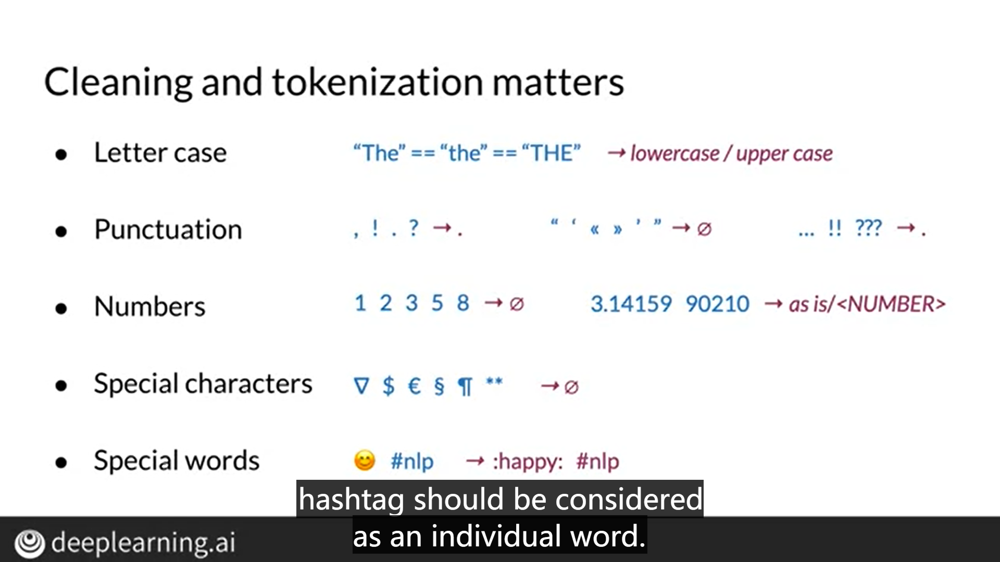 Cleaning and tokenization matters
● Letter case “The” == “the” == “THE” → lowercase / upper case
● Punctuation , ! . ? → . “ ‘ « » ’ ” → ∅ ... !! ??? → .
● Numbers 1 2 3 5 8 → ∅ 3.14159 90210 → as is/<NUMBER>
● Special characters ∇ $ € § ¶ ** → ∅
● Special words 😊 #nlp → :happy: #nlp
hashtag should be considered
as an individual word.
deeplearning.ai